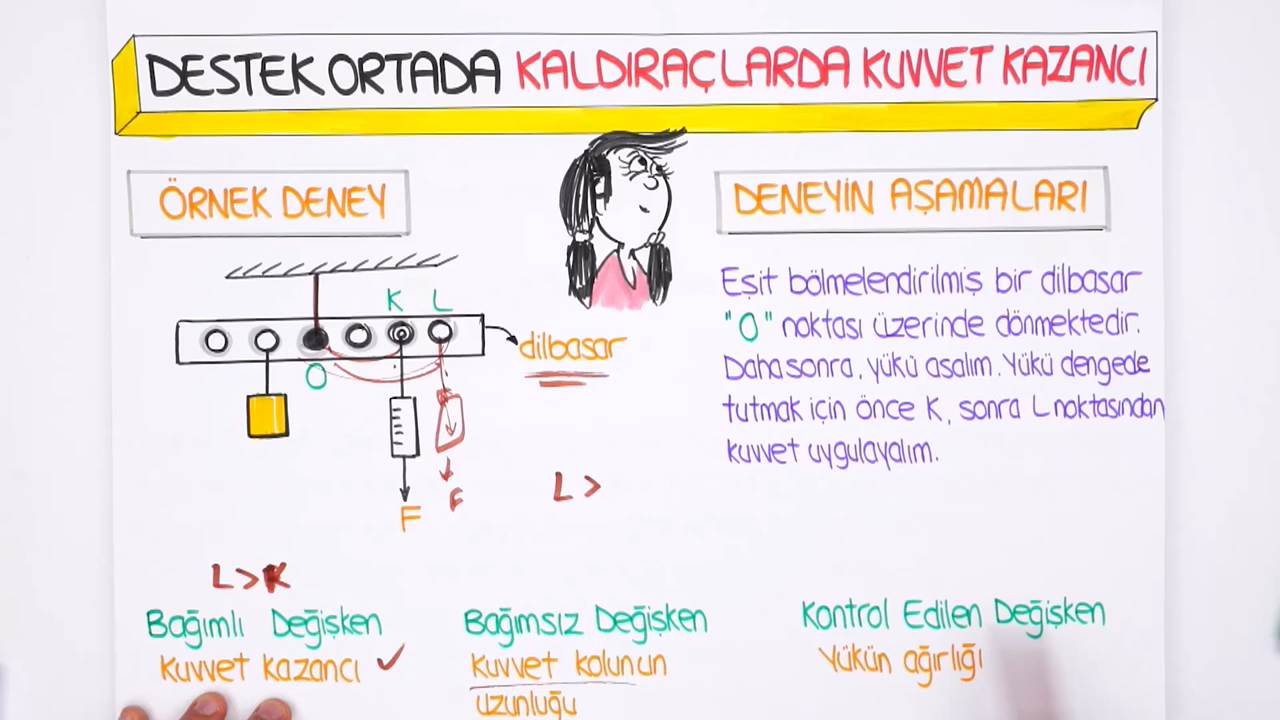 DESTEK ORTADA KALDIRAÇLARDA KUVVET KAZANCI
ÖRNEK DENEY
K L
dilbasar
O
F
F
L >
DENEYİN AŞAMALARI
Eşit bölmelendirilmiş bir dilbasar
"O" noktası üzerinde dönmektedir.
Daha sonra, yükü asalım. Yükü dengede
tutmak için önce K, sonra L noktasından
kuvvet uygulayalım.
L > K
Bağımlı Değişken
Kuvvet kazancı ✓
Bağımsız Değişken
Kuvvet kolunun
uzunluğu
Kontrol Edilen Değişken
Yükün ağırlığı